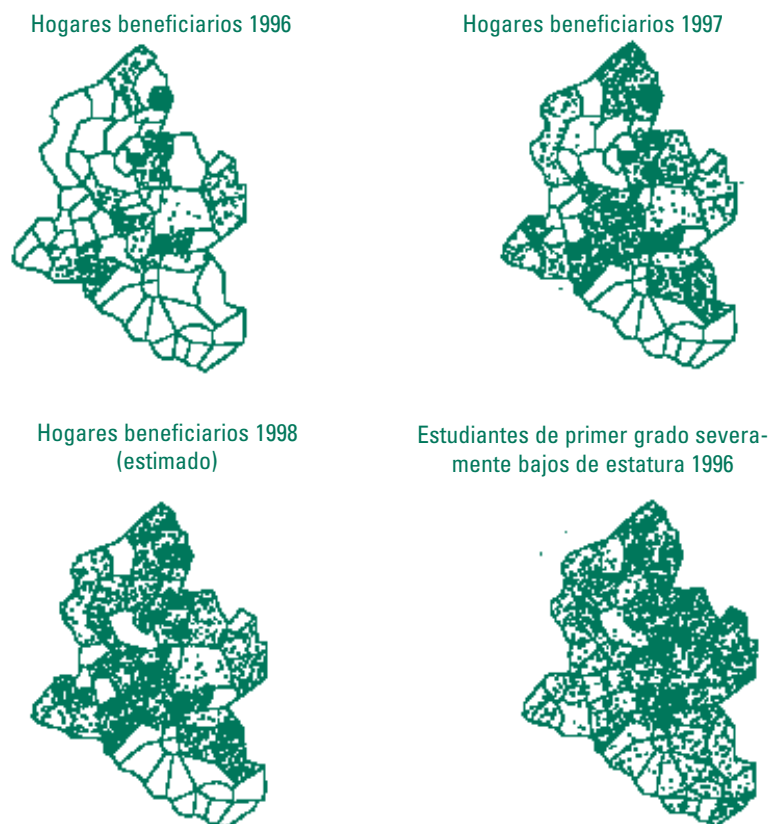 Hogares beneficiarios 1996
Hogares beneficiarios 1997
Hogares beneficiarios 1998
(estimado)
Estudiantes de primer grado severa-
mente bajos de estatura 1996